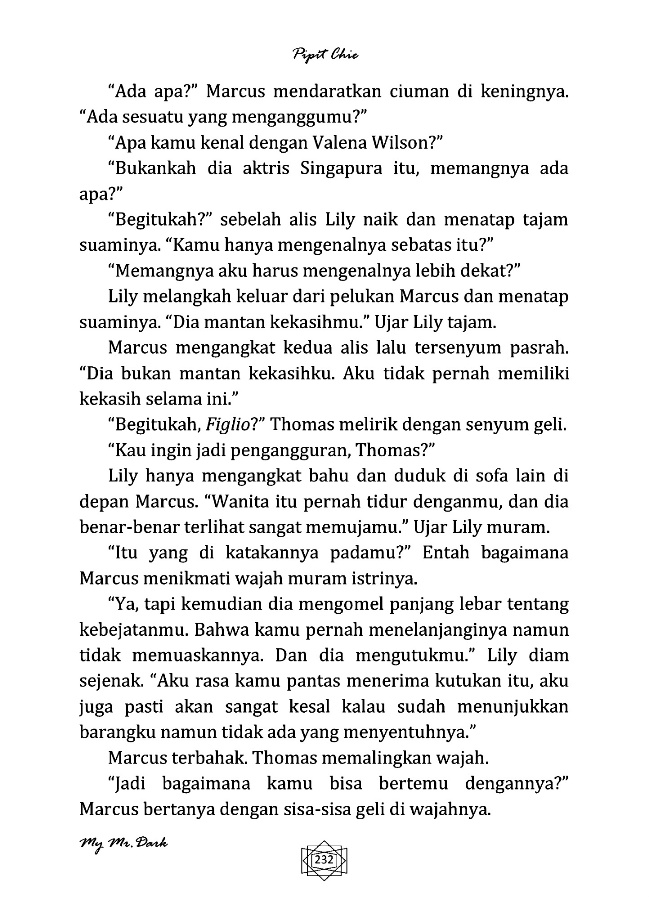 Pipit Chie
“Ada apa?” Marcus mendaratkan ciuman di keningnya.
“Ada sesuatu yang menganggumu?”
“Apa kamu kenal dengan Valena Wilson?”
“Bukankah dia aktris Singapura itu, memangnya ada
apa?”
“Begitukah?” sebelah alis Lily naik dan menatap tajam
suaminya. “Kamu hanya mengenalnya sebatas itu?”
“Memangnya aku harus mengenalnya lebih dekat?”
Lily melangkah keluar dari pelukan Marcus dan menatap
suaminya. “Dia mantan kekasihmu.” Ujar Lily tajam.
Marcus mengangkat kedua alis lalu tersenyum pasrah.
“Dia bukan mantan kekasihku. Aku tidak pernah memiliki
kekasih selama ini.”
“Begitukah, Figlio?” Thomas melirik dengan senyum geli.
“Kau ingin jadi pengangguran, Thomas?”
Lily hanya mengangkat bahu dan duduk di sofa lain di
depan Marcus. “Wanita itu pernah tidur denganmu, dan dia
benar-benar terlihat sangat memujamu.” Ujar Lily muram.
“Itu yang di katakannya padamu?” Entah bagaimana
Marcus menikmati wajah muram istrinya.
“Ya, tapi kemudian dia mengomel panjang lebar tentang
kebejatanmu. Bahwa kamu pernah menelanjanginya namun
tidak memuaskannya. Dan dia mengutukmu.” Lily diam
sejenak. “Aku rasa kamu pantas menerima kutukan itu, aku
juga pasti akan sangat kesal kalau sudah menunjukkan
barangku namun tidak ada yang menyentuhnya.”
Marcus terbahak. Thomas memalingkan wajah.
“Jadi bagaimana kamu bisa bertemu dengannya?”
Marcus bertanya dengan sisa-sisa geli di wajahnya.
My Mr. Dark
232